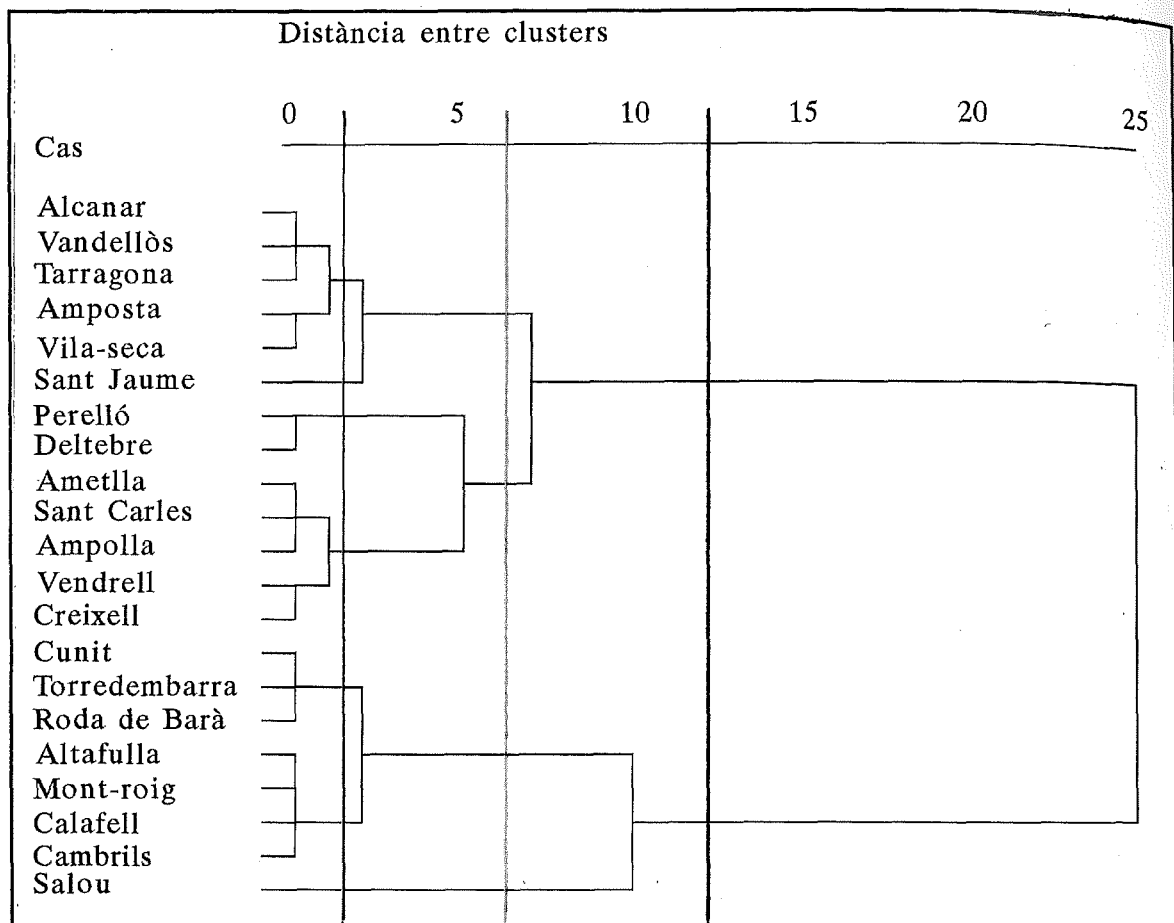 Distància entre clusters
0 5 10 15 20 25
Cas
Alcanar
Vandellòs
Tarragona
Amposta
Vila-seca
Sant Jaume
Perelló
Deltebre
Ametlla
Sant Carles
Ampolla
Vendrell
Creixell
Cunit
Torredembarra
Roda de Barà
Altafulla
Mont-roig
Calafell
Cambrils
Salou